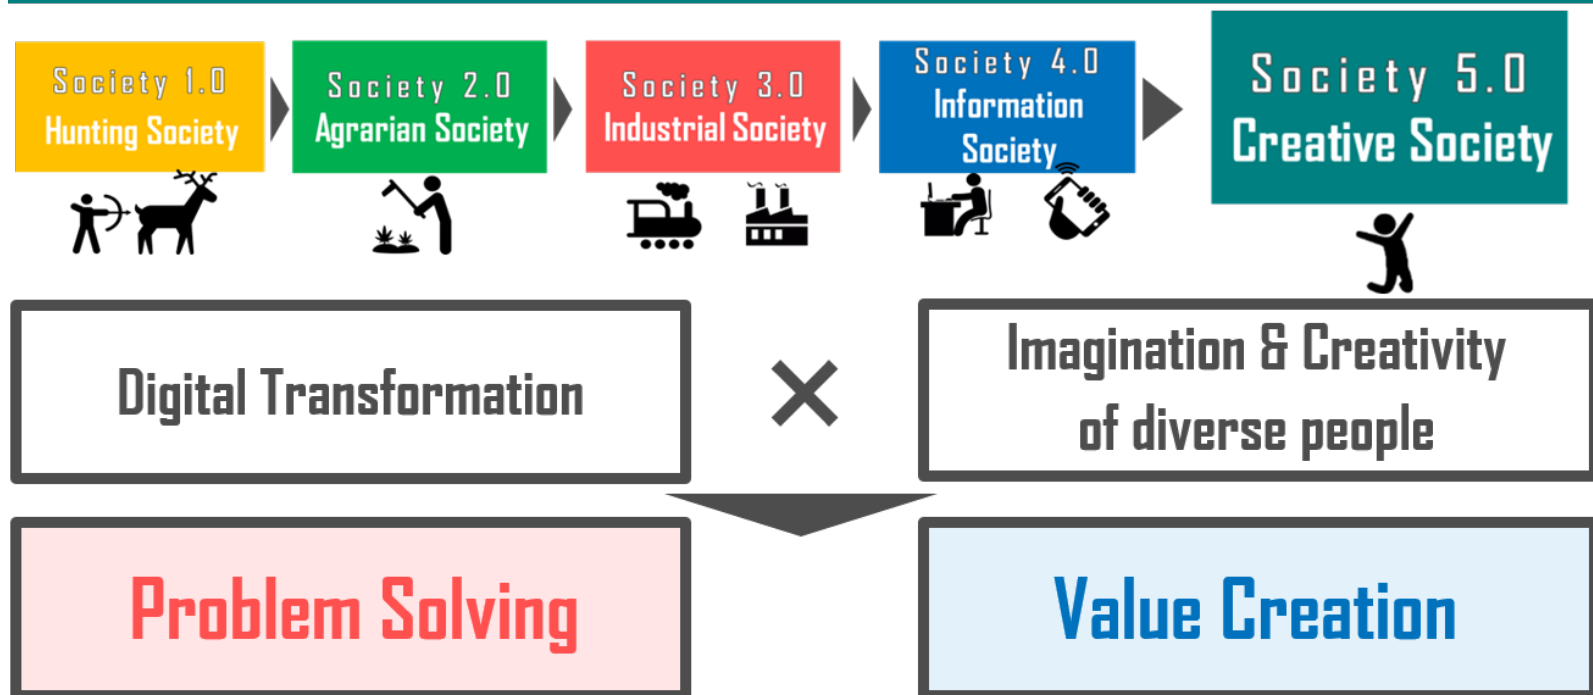 Society 1.0
Hunting Society
Society 2.0
Agrarian Society
Society 3.0
Industrial Society
Society 4.0
Information
Society
Society 5.0
Creative Society
Digital Transformation
×
Imagination & Creativity
of diverse people
Problem Solving
Value Creation